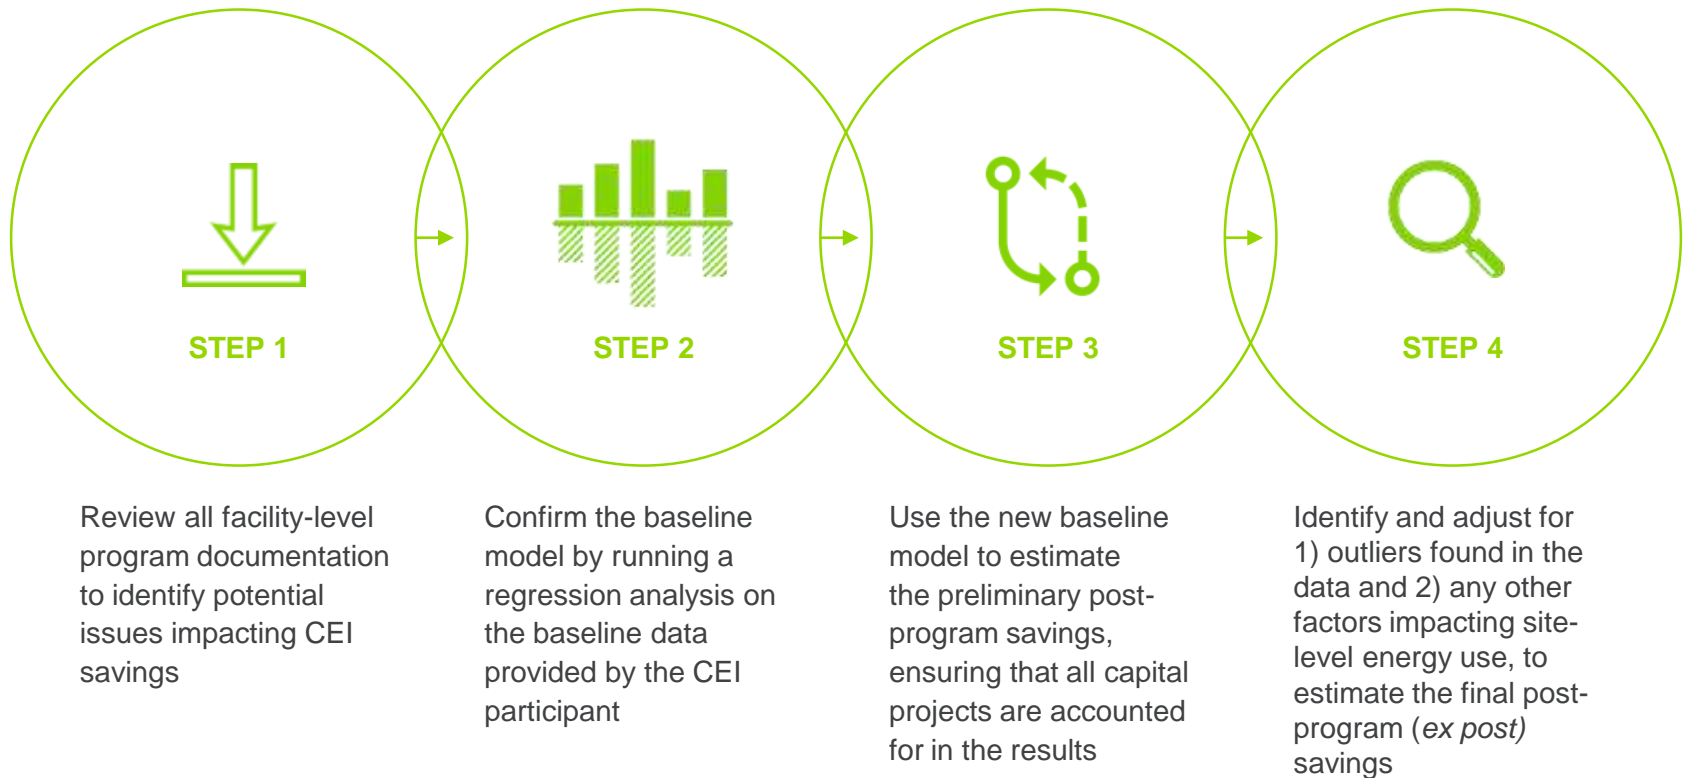 STEP 1
Review all facility-level
program documentation
to identify potential
issues impacting CEI
savings
STEP 2
Confirm the baseline
model by running a
regression analysis on
the baseline data
provided by the CEI
participant
STEP 3
Use the new baseline
model to estimate
the preliminary post-
program savings,
ensuring that all capital
projects are accounted
for in the results
STEP 4
Identify and adjust for
1) outliers found in the
data and 2) any other
factors impacting site-
level energy use, to
estimate the final post-
program (ex post)
savings